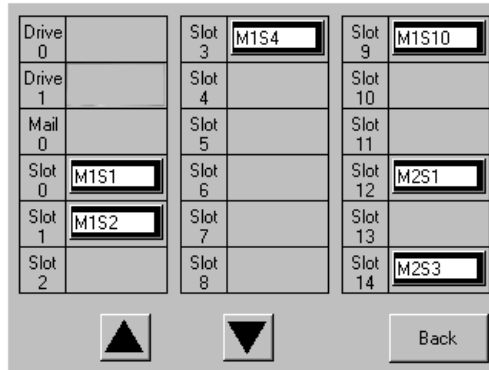 Drive
0
Drive
1
Mail
0
Slot
0
M1S1
Slot
1
M1S2
Slot
2
Slot
3
M1S4
Slot
4
Slot
5
Slot
6
Slot
7
Slot
8
Slot
9
M1S10
Slot
10
Slot
11
Slot
12
M2S1
Slot
13
Slot
14
M2S3
Back